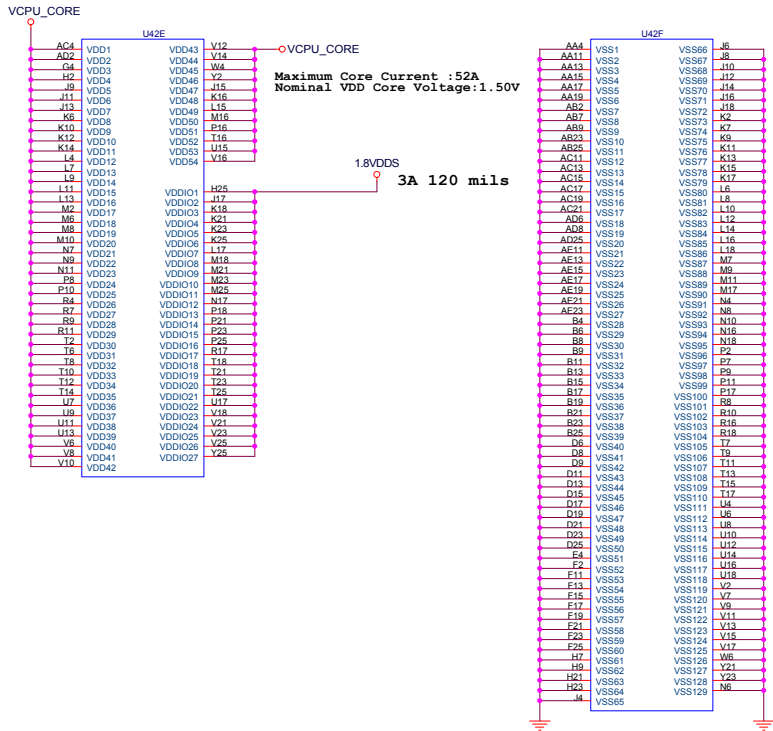 VCPU_CORE
U42E
AC4 VDD1
AD2 VDD2
G4 VDD3
H2 VDD4
J9 VDD5
J11 VDD6
J13 VDD7
K6 VDD8
K10 VDD9
K12 VDD10
K14 VDD11
L4 VDD12
L7 VDD13
L9 VDD14
L11 VDD15
L13 VDD16
M2 VDD17
M6 VDD18
M8 VDD19
M10 VDD20
N7 VDD21
N9 VDD22
N11 VDD23
P8 VDD24
P10 VDD25
R4 VDD26
R7 VDD27
R9 VDD28
R11 VDD29
T2 VDD30
T6 VDD31
T8 VDD32
T10 VDD33
T12 VDD34
T14 VDD35
U7 VDD36
U9 VDD37
U11 VDD38
U13 VDD39
V6 VDD40
V8 VDD41
V10 VDD42
VDD43 V12
VDD44 V14
VDD45 W4
VDD46 Y2
VDD47 J15
VDD48 K16
VDD49 L15
VDD50 M16
VDD51 P16
VDD52 T16
VDD53 U15
VDD54 V16
VDDIO1 H25
VDDIO2 J17
VDDIO3 K18
VDDIO4 K21
VDDIO5 K23
VDDIO6 K25
VDDIO7 L17
VDDIO8 M18
VDDIO9 M21
VDDIO10 M23
VDDIO11 M25
VDDIO12 N17
VDDIO13 P18
VDDIO14 P21
VDDIO15 P23
VDDIO16 P25
VDDIO17 R17
VDDIO18 T18
VDDIO19 T21
VDDIO20 T23
VDDIO21 T25
VDDIO22 U17
VDDIO23 V18
VDDIO24 V21
VDDIO25 V23
VDDIO26 V25
VDDIO27 Y25
VCPU_CORE
Maximum Core Current :52A
Nominal VDD Core Voltage:1.50V
1.8VDDS
3A 120 mils
U42F
AA4 VSS1
AA11 VSS2
AA13 VSS3
AA15 VSS4
AA17 VSS5
AA19 VSS6
AB2 VSS7
AB7 VSS8
AB9 VSS9
AB23 VSS10
AB25 VSS11
AC11 VSS12
AC13 VSS13
AC15 VSS14
AC17 VSS15
AC19 VSS16
AC21 VSS17
AD6 VSS18
AD8 VSS19
AD25 VSS20
AE11 VSS21
AE13 VSS22
AE15 VSS23
AE17 VSS24
AE19 VSS25
AE21 VSS26
AE23 VSS27
B4 VSS28
B6 VSS29
B8 VSS30
B9 VSS31
B11 VSS32
B13 VSS33
B15 VSS34
B17 VSS35
B19 VSS36
B21 VSS37
B23 VSS38
B25 VSS39
D6 VSS40
D8 VSS41
D9 VSS42
D11 VSS43
D13 VSS44
D15 VSS45
D17 VSS46
D19 VSS47
D21 VSS48
D23 VSS49
D25 VSS50
E4 VSS51
F2 VSS52
F11 VSS53
F13 VSS54
F15 VSS55
F17 VSS56
F19 VSS57
F21 VSS58
F23 VSS59
F25 VSS60
H7 VSS61
H9 VSS62
H21 VSS63
H23 VSS64
J4 VSS65
VSS66 J6
VSS67 J8
VSS68 J10
VSS69 J12
VSS70 J14
VSS71 J16
VSS72 J18
VSS73 K2
VSS74 K7
VSS75 K9
VSS76 K11
VSS77 K13
VSS78 K15
VSS79 K17
VSS80 L6
VSS81 L8
VSS82 L10
VSS83 L12
VSS84 L14
VSS85 L16
VSS86 L18
VSS87 M7
VSS88 M9
VSS89 M11
VSS90 M17
VSS91 N4
VSS92 N8
VSS93 N10
VSS94 N16
VSS95 N18
VSS96 P2
VSS97 P7
VSS98 P9
VSS99 P11
VSS100 P17
VSS101 R8
VSS102 R10
VSS103 R16
VSS104 R18
VSS105 T7
VSS106 T9
VSS107 T11
VSS108 T13
VSS109 T15
VSS110 T17
VSS111 U4
VSS112 U6
VSS113 U8
VSS114 U10
VSS115 U12
VSS116 U14
VSS117 U16
VSS118 U18
VSS119 V2
VSS120 V7
VSS121 V9
VSS122 V11
VSS123 V13
VSS124 V15
VSS125 V17
VSS126 W6
VSS127 Y21
VSS128 Y23
VSS129 N6